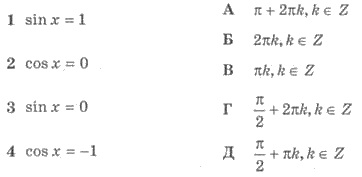 1 sin x = 1
2 cos x = 0
3 sin x = 0
4 cos x = −1
А π + 2πk, k ∈ Z
Б 2πk, k ∈ Z
В πk, k ∈ Z
Г π/2 + 2πk, k ∈ Z
Д π/2 + πk, k ∈ Z